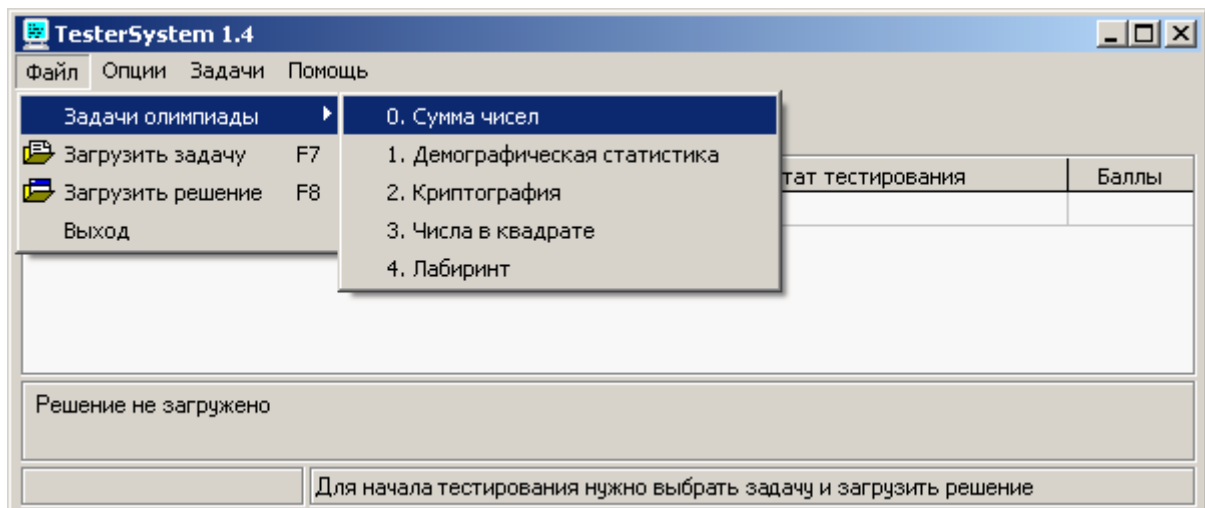 TesterSystem 1.4
Файл Опции Задачи Помощь
Задачи олимпиады
Загрузить задачу F7
Загрузить решение F8
Выход
0. Сумма чисел
1. Демографическая статистика
2. Криптография
3. Числа в квадрате
4. Лабиринт
тат тестирования Баллы
Решение не загружено
Для начала тестирования нужно выбрать задачу и загрузить решение